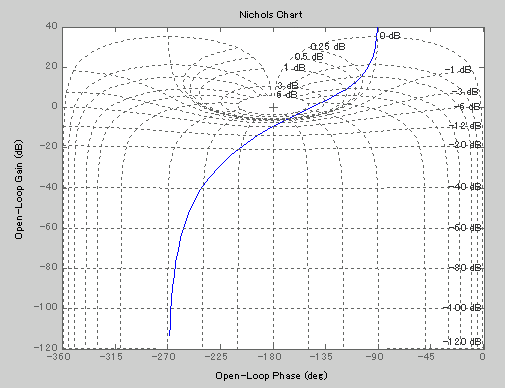 Nichols Chart
40
20
0
-20
-40
-60
-80
-100
-120
Open-Loop Gain (dB)
0 dB
0.25 dB
0.5 dB
1 dB
3 dB
6 dB
-1 dB
-3 dB
-6 dB
-12 dB
-20 dB
-40 dB
-60 dB
-80 dB
-100 dB
-120 dB
-360 -315 -270 -225 -180 -135 -90 -45 0
Open-Loop Phase (deg)